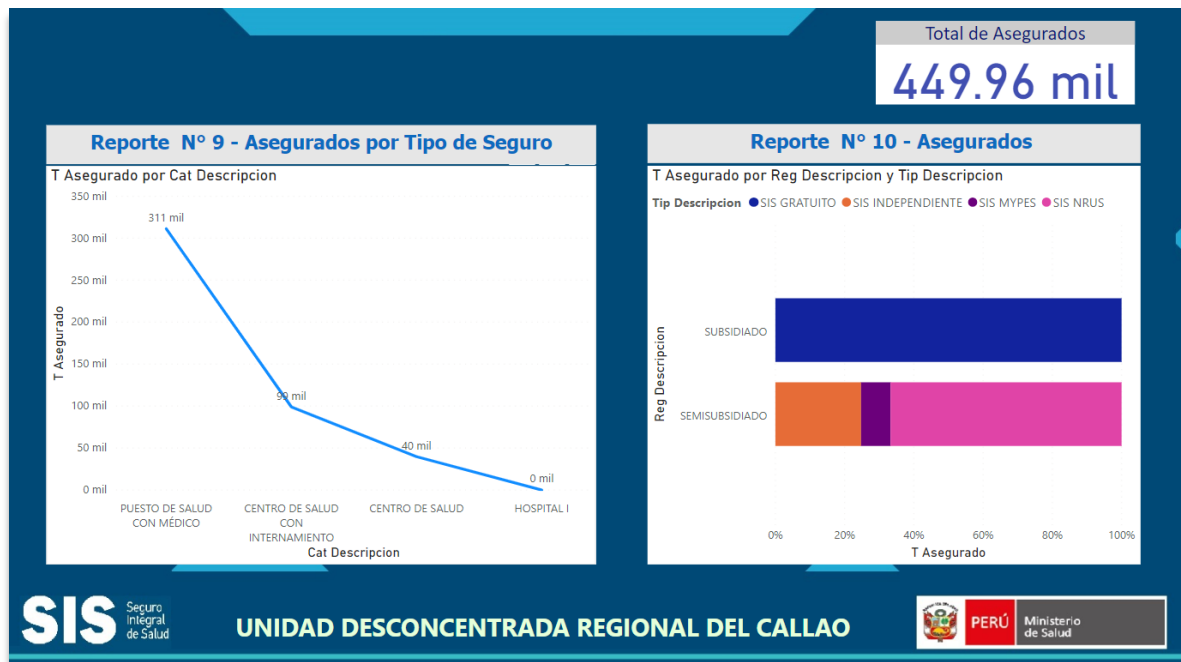 Total de Asegurados
449.96 mil
Reporte N° 9 - Asegurados por Tipo de Seguro
T Asegurado por Cat Descripcion
350 mil
300 mil
250 mil
200 mil
150 mil
100 mil
50 mil
0 mil
T Asegurado
311 mil
99 mil
40 mil
0 mil
PUESTO DE SALUD
CON MÉDICO
CENTRO DE SALUD
CON
INTERNAMIENTO
CENTRO DE SALUD
HOSPITAL I
Cat Descripcion
Reporte N° 10 - Asegurados
T Asegurado por Reg Descripcion y Tip Descripcion
Tip Descripcion SIS GRATUITO SIS INDEPENDIENTE SIS MYPES SIS NRUS
Reg Descripcion
SUBSIDIADO
SEMISUBSIDIADO
0% 20% 40% 60% 80% 100%
T Asegurado
SIS
Seguro
Integral
de Salud
UNIDAD DESCONCENTRADA REGIONAL DEL CALLAO
PERÚ
Ministerio
de Salud